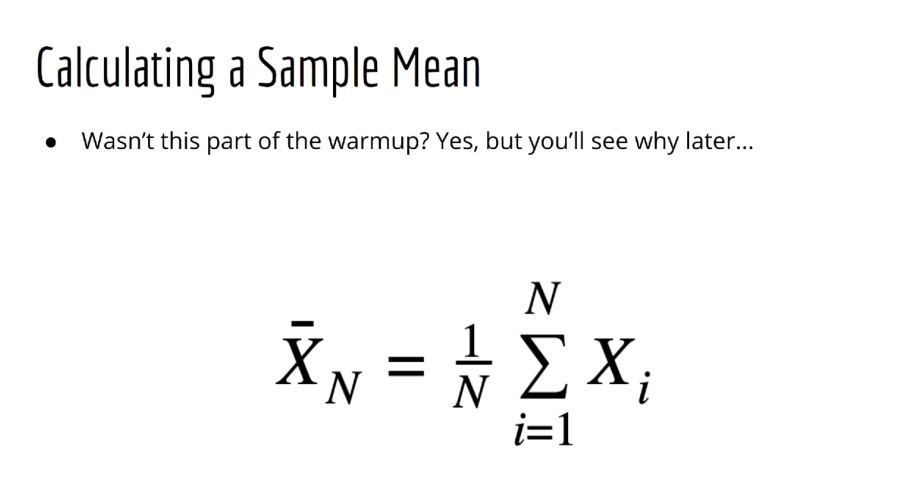 Calculating a Sample Mean
● Wasn't this part of the warmup? Yes, but you'll see why later...
X̄_N = 1/N ∑_{i=1}^{N} X_i